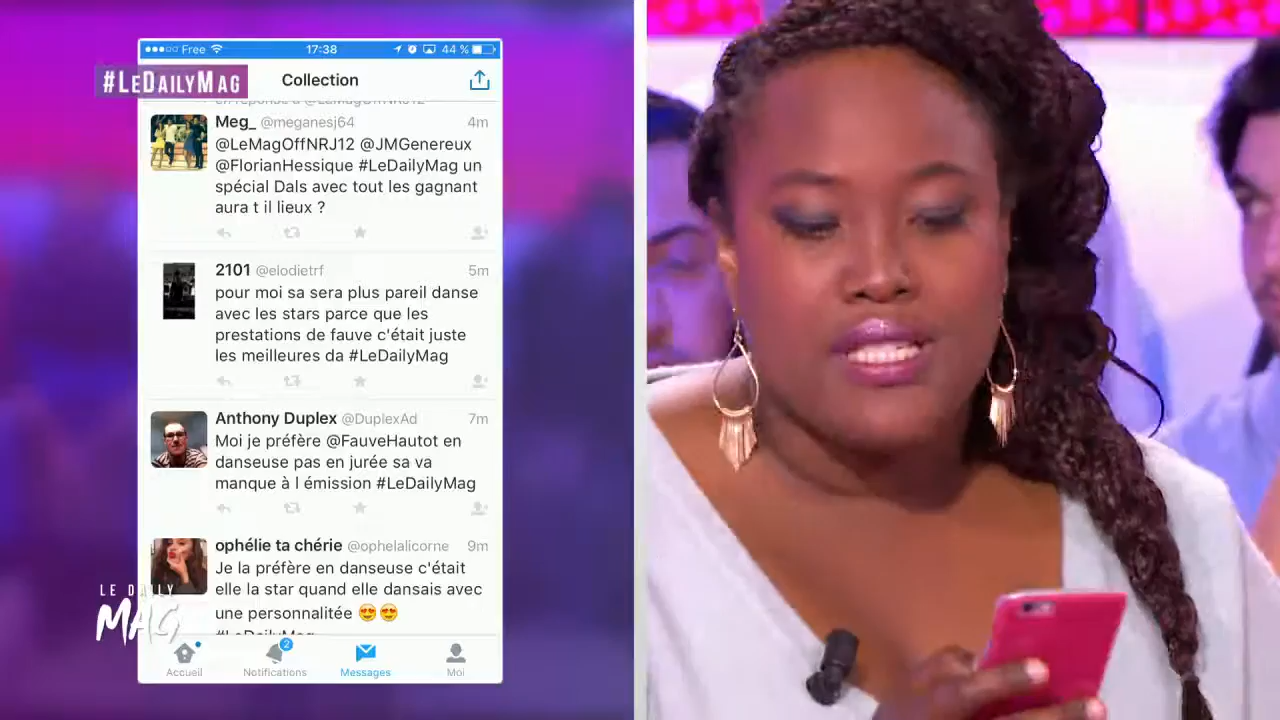 Free 17:38 44 %
#LEDAILYMAG
Collection
en réponse à @LeMagOffNRJ12
Meg_ @meganesj64 4m
@LeMagOffNRJ12 @JMGenereux
@FlorianHessique #LeDailyMag un
spécial Dals avec tout les gagnant
aura t il lieux ?
2101 @elodietrf 5m
pour moi sa sera plus pareil danse
avec les stars parce que les
prestations de fauve c'était juste
les meilleures da #LeDailyMag
Anthony Duplex @DuplexAd 7m
Moi je préfère @FauveHautot en
danseuse pas en jurée sa va
manque à l émission #LeDailyMag
ophélie ta chérie @ophelalicorne 9m
Je la préfère en danseuse c'était
elle la star quand elle dansais avec
une personnalitée 😍😍
#LeDailyMag
LE DAILY
MAG
2
Accueil Notifications Messages Moi